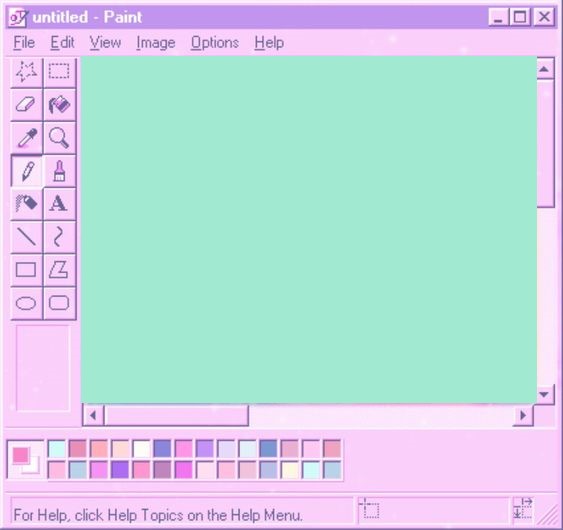 untitled - Paint
File Edit View Image Options Help
A
For Help, click Help Topics on the Help Menu.